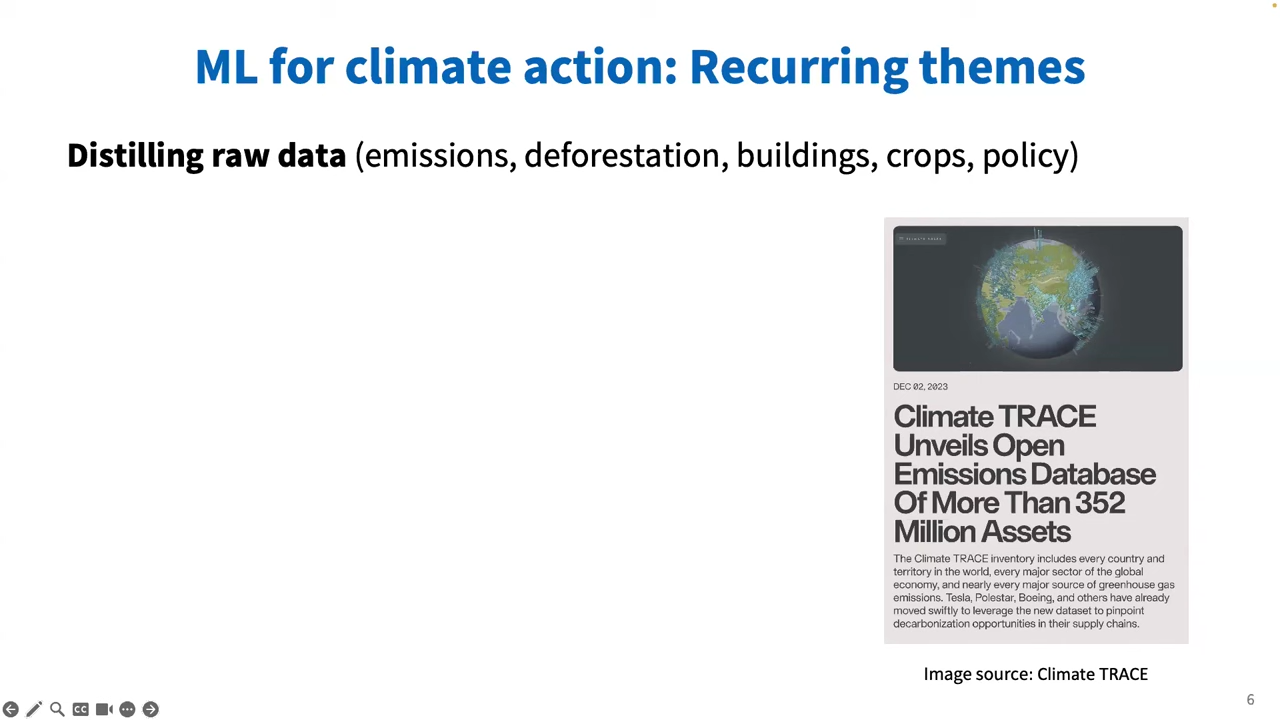 ML for climate action: Recurring themes
Distilling raw data (emissions, deforestation, buildings, crops, policy)
CLIMATE TRACE
DEC 02, 2023
Climate TRACE
Unveils Open
Emissions Database
Of More Than 352
Million Assets
The Climate TRACE inventory includes every country and
territory in the world, every major sector of the global
economy, and nearly every major source of greenhouse gas
emissions. Tesla, Polestar, Boeing, and others have already
moved swiftly to leverage the new dataset to pinpoint
decarbonization opportunities in their supply chains.
Image source: Climate TRACE
CC
6